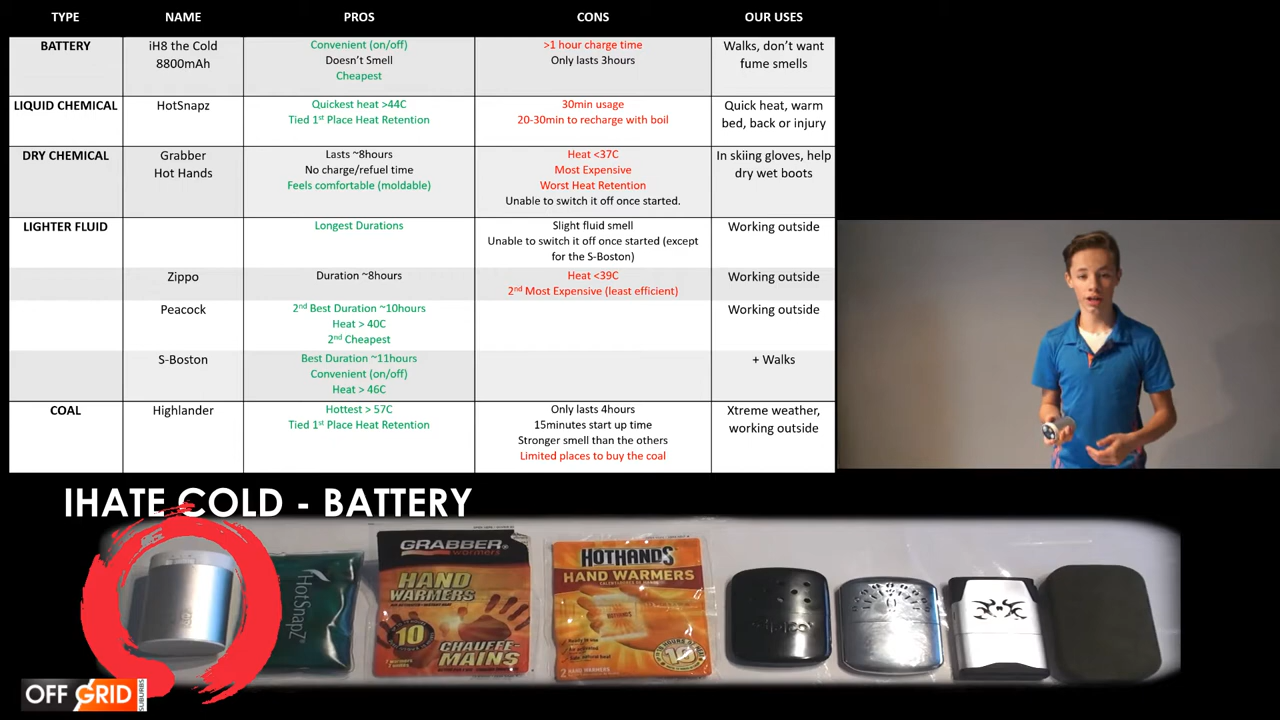 TYPE NAME PROS CONS OUR USES
BATTERY
iH8 the Cold
8800mAh
Convenient (on/off)
Doesn't Smell
Cheapest
>1 hour charge time
Only lasts 3hours
Walks, don't want
fume smells
LIQUID CHEMICAL
HotSnapz
Quickest heat >44C
Tied 1st Place Heat Retention
30min usage
20-30min to recharge with boil
Quick heat, warm
bed, back or injury
DRY CHEMICAL
Grabber
Hot Hands
Lasts ~8hours
No charge/refuel time
Feels comfortable (moldable)
Heat <37C
Most Expensive
Worst Heat Retention
Unable to switch it off once started.
In skiing gloves, help
dry wet boots
LIGHTER FLUID
Longest Durations
Slight fluid smell
Unable to switch it off once started (except
for the S-Boston)
Working outside
Zippo
Duration ~8hours
Heat <39C
2nd Most Expensive (least efficient)
Working outside
Peacock
2nd Best Duration ~10hours
Heat > 40C
2nd Cheapest
Working outside
S-Boston
Best Duration ~11hours
Convenient (on/off)
Heat > 46C
+ Walks
COAL
Highlander
Hottest > 57C
Tied 1st Place Heat Retention
Only lasts 4hours
15minutes start up time
Stronger smell than the others
Limited places to buy the coal
Xtreme weather,
working outside
IHATE COLD - BATTERY
HotSnapZ
GRABBER
warmers
HAND
WARMERS
10
CHAUFFE-
MAINS
HOTHANDS
HAND WARMERS
10
2 HAND WARMERS
zippo
OFF GRID
SUBURBS